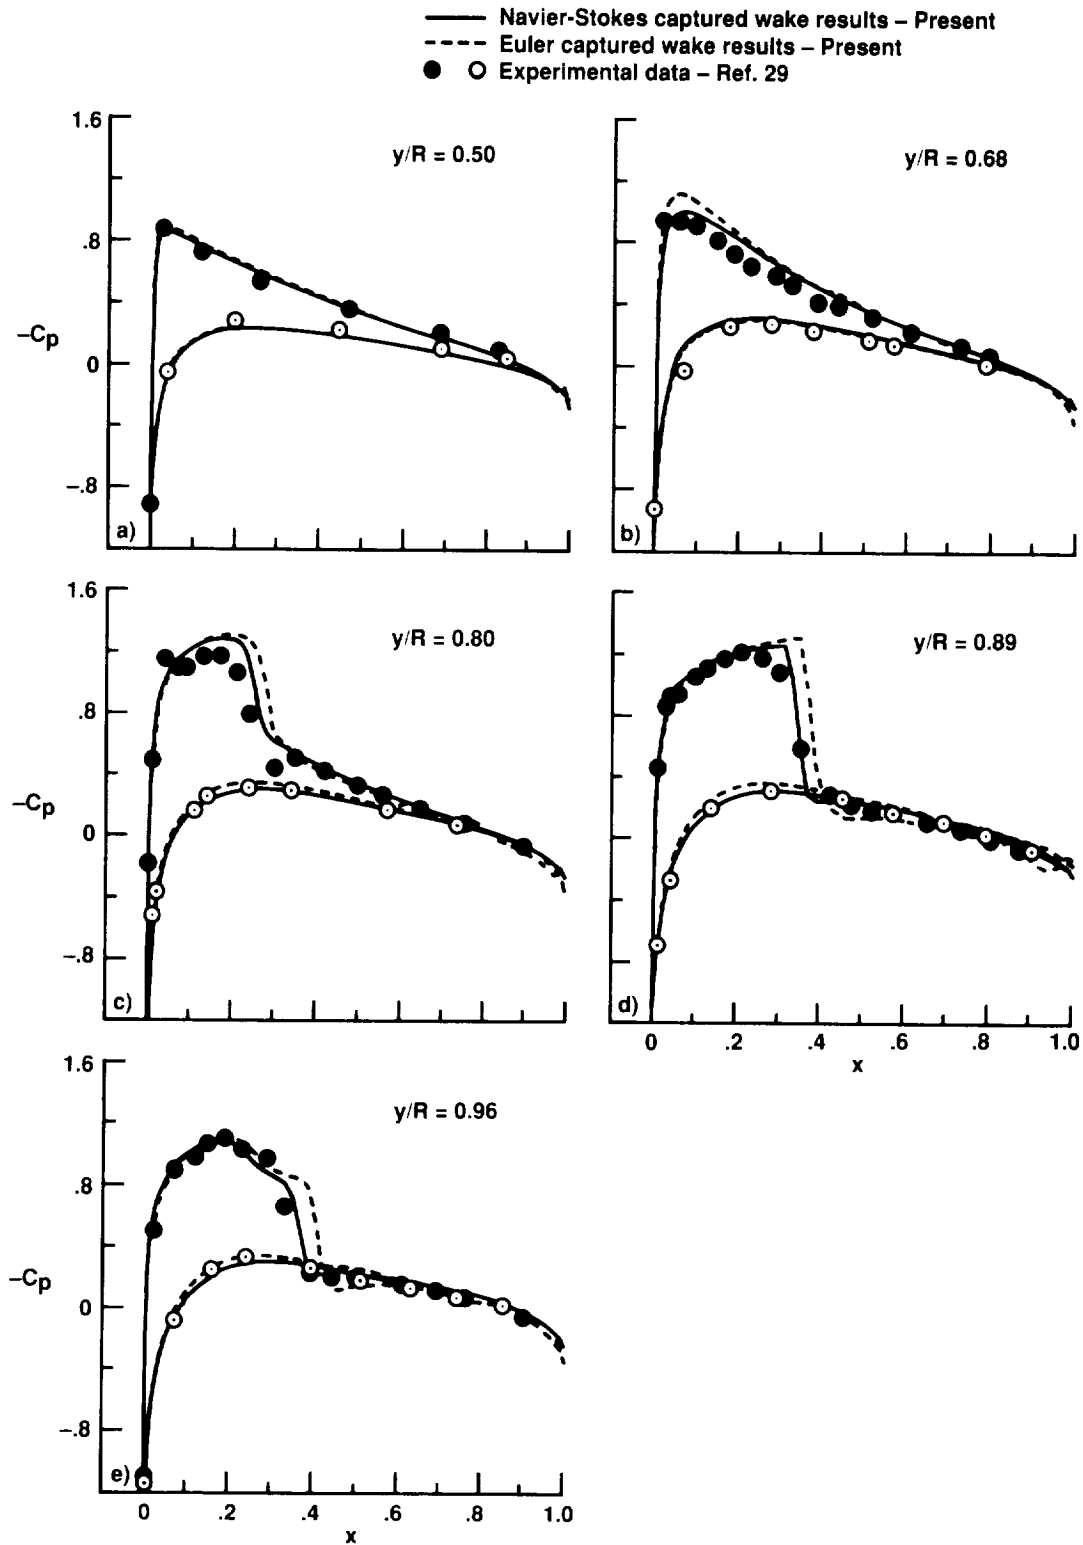 Navier-Stokes captured wake results – Present
Euler captured wake results – Present
Experimental data – Ref. 29
1.6
.8
0
–.8
–Cp
y/R = 0.50
a)
y/R = 0.68
b)
1.6
.8
0
–.8
–Cp
y/R = 0.80
c)
y/R = 0.89
d)
0 .2 .4 .6 .8 1.0
x
1.6
.8
0
–.8
–Cp
y/R = 0.96
e)
0 .2 .4 .6 .8 1.0
x